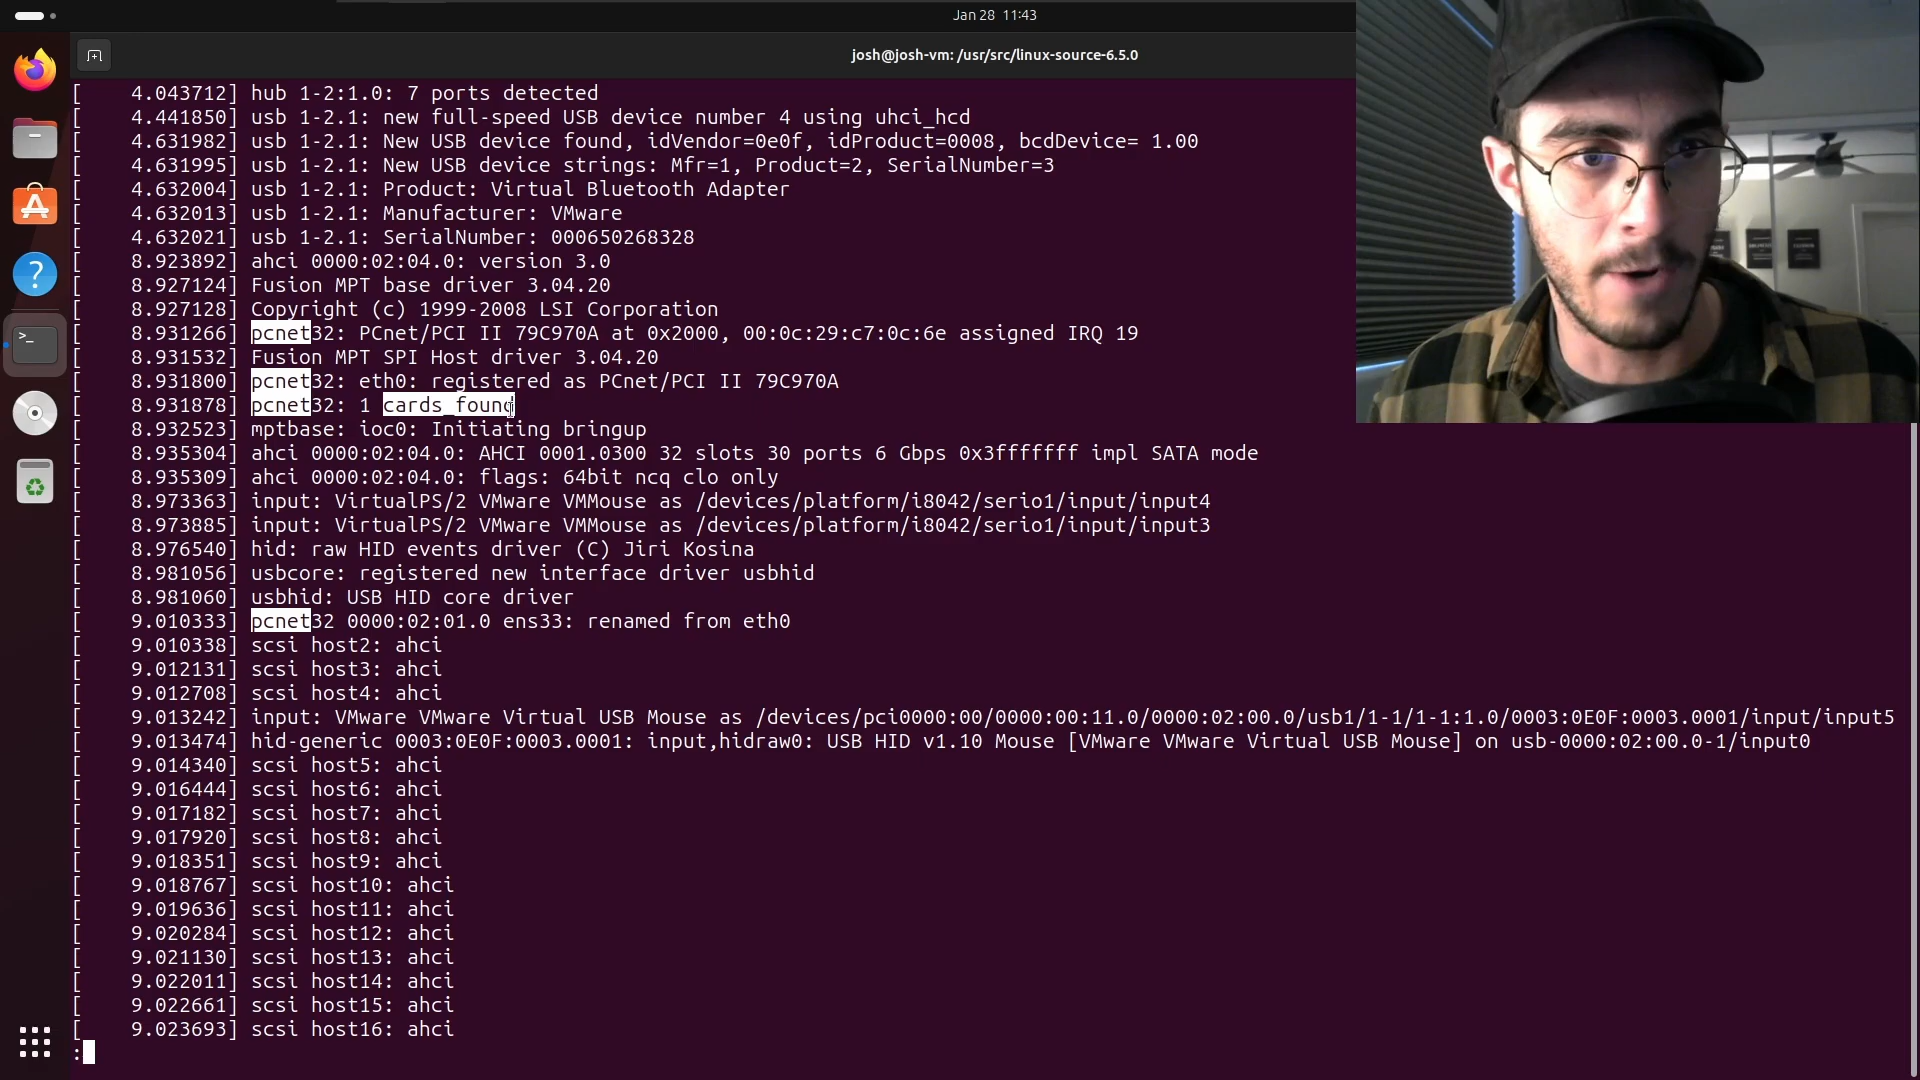 Jan 28 11:43
josh@josh-vm: /usr/src/linux-source-6.5.0
[    4.043712] hub 1-2:1.0: 7 ports detected
[    4.441850] usb 1-2.1: new full-speed USB device number 4 using uhci_hcd
[    4.631982] usb 1-2.1: New USB device found, idVendor=0e0f, idProduct=0008, bcdDevice= 1.00
[    4.631995] usb 1-2.1: New USB device strings: Mfr=1, Product=2, SerialNumber=3
[    4.632004] usb 1-2.1: Product: Virtual Bluetooth Adapter
[    4.632013] usb 1-2.1: Manufacturer: VMware
[    4.632021] usb 1-2.1: SerialNumber: 000650268328
[    8.923892] ahci 0000:02:04.0: version 3.0
[    8.927124] Fusion MPT base driver 3.04.20
[    8.927128] Copyright (c) 1999-2008 LSI Corporation
[    8.931266] pcnet32: PCnet/PCI II 79C970A at 0x2000, 00:0c:29:c7:0c:6e assigned IRQ 19
[    8.931532] Fusion MPT SPI Host driver 3.04.20
[    8.931800] pcnet32: eth0: registered as PCnet/PCI II 79C970A
[    8.931878] pcnet32: 1 cards_found
[    8.932523] mptbase: ioc0: Initiating bringup
[    8.935304] ahci 0000:02:04.0: AHCI 0001.0300 32 slots 30 ports 6 Gbps 0x3fffffff impl SATA mode
[    8.935309] ahci 0000:02:04.0: flags: 64bit ncq clo only
[    8.973363] input: VirtualPS/2 VMware VMMouse as /devices/platform/i8042/serio1/input/input4
[    8.973885] input: VirtualPS/2 VMware VMMouse as /devices/platform/i8042/serio1/input/input3
[    8.976540] hid: raw HID events driver (C) Jiri Kosina
[    8.981056] usbcore: registered new interface driver usbhid
[    8.981060] usbhid: USB HID core driver
[    9.010333] pcnet32 0000:02:01.0 ens33: renamed from eth0
[    9.010338] scsi host2: ahci
[    9.012131] scsi host3: ahci
[    9.012708] scsi host4: ahci
[    9.013242] input: VMware VMware Virtual USB Mouse as /devices/pci0000:00/0000:00:11.0/0000:02:00.0/usb1/1-1/1-1:1.0/0003:0E0F:0003.0001/input/input5
[    9.013474] hid-generic 0003:0E0F:0003.0001: input,hidraw0: USB HID v1.10 Mouse [VMware VMware Virtual USB Mouse] on usb-0000:02:00.0-1/input0
[    9.014340] scsi host5: ahci
[    9.016444] scsi host6: ahci
[    9.017182] scsi host7: ahci
[    9.017920] scsi host8: ahci
[    9.018351] scsi host9: ahci
[    9.018767] scsi host10: ahci
[    9.019636] scsi host11: ahci
[    9.020284] scsi host12: ahci
[    9.021130] scsi host13: ahci
[    9.022011] scsi host14: ahci
[    9.022661] scsi host15: ahci
[    9.023693] scsi host16: ahci
: